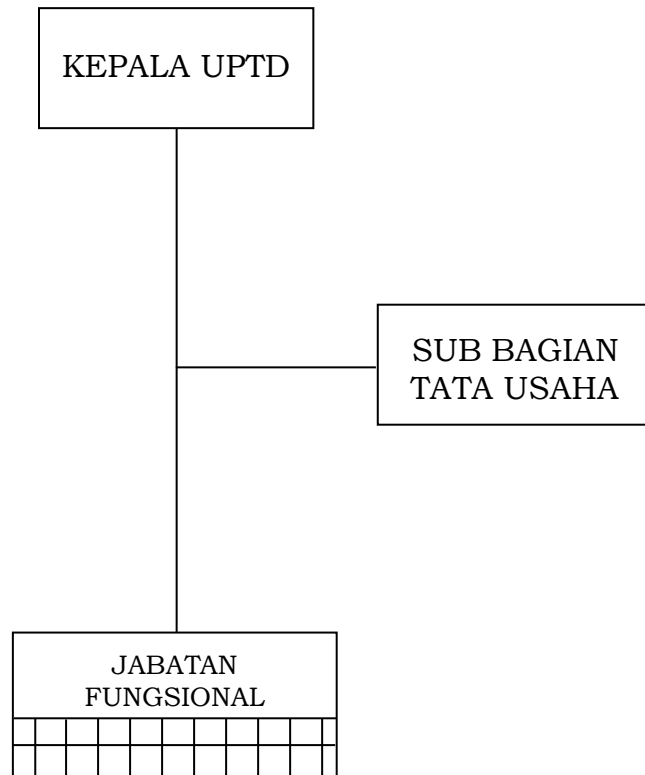 KEPALA UPTD
SUB BAGIAN
TATA USAHA
JABATAN
FUNGSIONAL